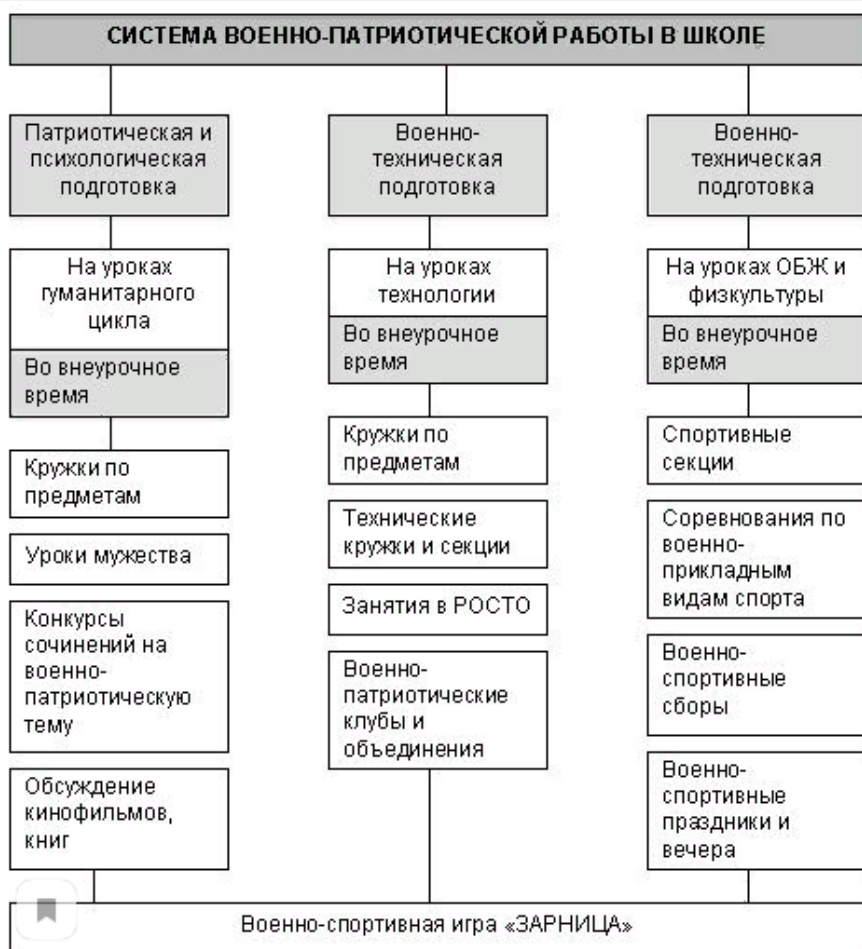 СИСТЕМА ВОЕННО-ПАТРИОТИЧЕСКОЙ РАБОТЫ В ШКОЛЕ
Патриотическая и
психологическая
подготовка
На уроках
гуманитарного
цикла
Во внеурочное
время
Кружки по
предметам
Уроки мужества
Конкурсы
сочинений на
военно-
патриотическую
тему
Обсуждение
кинофильмов,
книг
Военно-
техническая
подготовка
На уроках
технологии
Во внеурочное
время
Кружки по
предметам
Технические
кружки и секции
Занятия в РОСТО
Военно-
патриотические
клубы и
объединения
Военно-
техническая
подготовка
На уроках ОБЖ и
физкультуры
Во внеурочное
время
Спортивные
секции
Соревнования по
военно-
прикладным
видам спорта
Военно-
спортивные
сборы
Военно-
спортивные
праздники и
вечера
Военно-спортивная игра «ЗАРНИЦА»